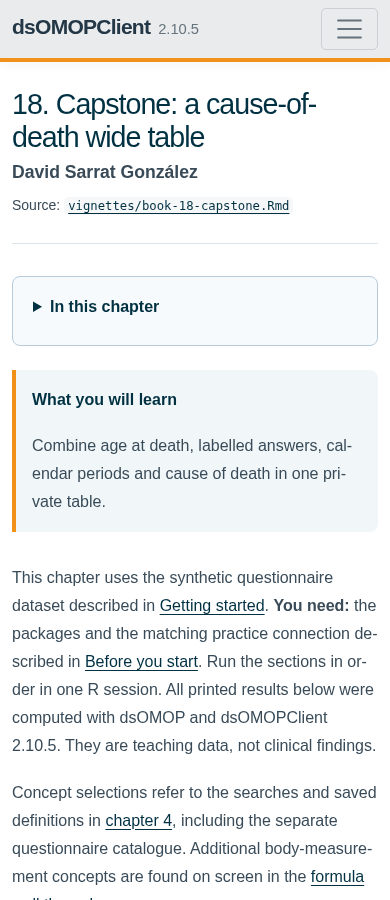 dsOMOPClient 2.10.5
18. Capstone: a cause-of-
death wide table
David Sarrat González
Source: vignettes/book-18-capstone.Rmd
In this chapter
What you will learn
Combine age at death, labelled answers, cal-
endar periods and cause of death in one pri-
vate table.
This chapter uses the synthetic questionnaire
dataset described in Getting started. You need: the
packages and the matching practice connection de-
scribed in Before you start. Run the sections in or-
der in one R session. All printed results below were
computed with dsOMOP and dsOMOPClient
2.10.5. They are teaching data, not clinical findings.
Concept selections refer to the searches and saved
definitions in chapter 4, including the separate
questionnaire catalogue. Additional body-measure-
ment concepts are found on screen in the formula